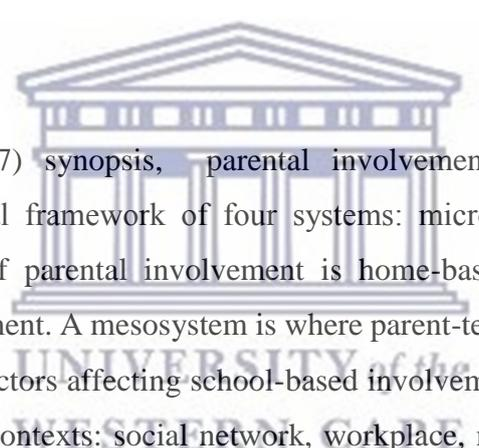 7) synopsis, parental involvemen
l framework of four systems: micr
f parental involvement is home-bas
nent. A mesosystem is where parent-te
UNIVERSITY of the
ctors affecting school-based involvem
WESTERN CAPE
ontexts: social network, workplace,